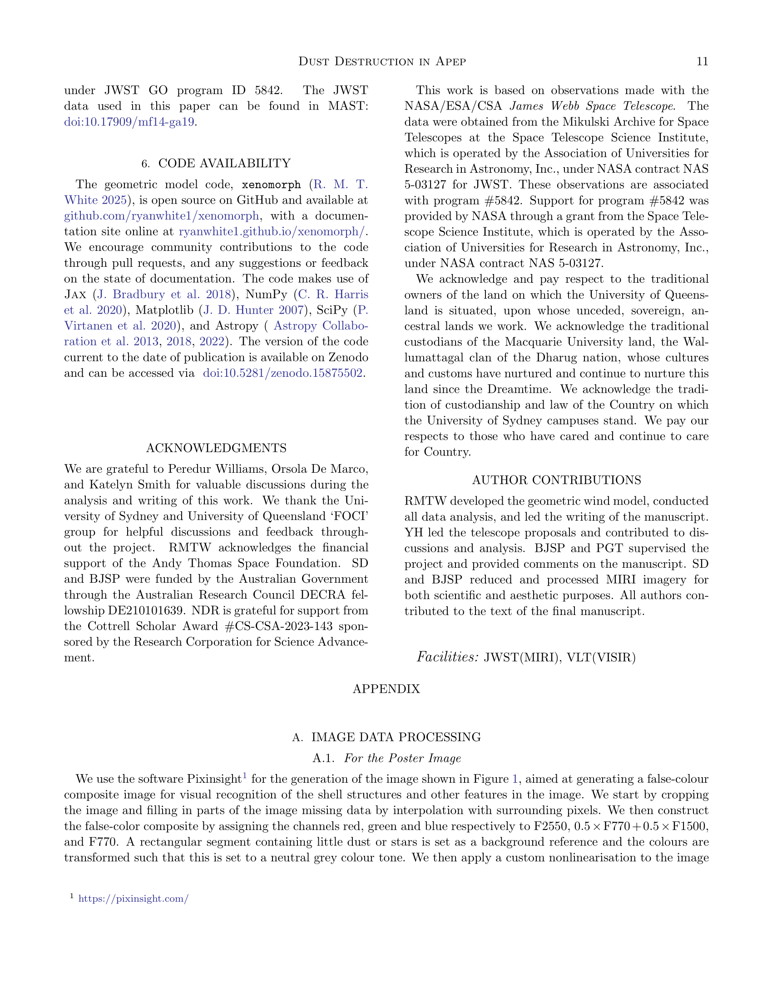 DUST DESTRUCTION IN APEP
11
under JWST GO program ID 5842. The JWST
data used in this paper can be found in MAST:
doi:10.17909/mf14-ga19.
6. CODE AVAILABILITY
The geometric model code, xenomorph (R. M. T.
White 2025), is open source on GitHub and available at
github.com/ryanwhite1/xenomorph, with a documen-
tation site online at ryanwhite1.github.io/xenomorph/.
We encourage community contributions to the code
through pull requests, and any suggestions or feedback
on the state of documentation. The code makes use of
JAX (J. Bradbury et al. 2018), NumPy (C. R. Harris
et al. 2020), Matplotlib (J. D. Hunter 2007), SciPy (P.
Virtanen et al. 2020), and Astropy ( Astropy Collabo-
ration et al. 2013, 2018, 2022). The version of the code
current to the date of publication is available on Zenodo
and can be accessed via doi:10.5281/zenodo.15875502.
ACKNOWLEDGMENTS
We are grateful to Peredur Williams, Orsola De Marco,
and Katelyn Smith for valuable discussions during the
analysis and writing of this work. We thank the Uni-
versity of Sydney and University of Queensland ‘FOCI’
group for helpful discussions and feedback through-
out the project. RMTW acknowledges the financial
support of the Andy Thomas Space Foundation. SD
and BJSP were funded by the Australian Government
through the Australian Research Council DECRA fel-
lowship DE210101639. NDR is grateful for support from
the Cottrell Scholar Award #CS-CSA-2023-143 spon-
sored by the Research Corporation for Science Advance-
ment.
This work is based on observations made with the
NASA/ESA/CSA James Webb Space Telescope. The
data were obtained from the Mikulski Archive for Space
Telescopes at the Space Telescope Science Institute,
which is operated by the Association of Universities for
Research in Astronomy, Inc., under NASA contract NAS
5-03127 for JWST. These observations are associated
with program #5842. Support for program #5842 was
provided by NASA through a grant from the Space Tele-
scope Science Institute, which is operated by the Asso-
ciation of Universities for Research in Astronomy, Inc.,
under NASA contract NAS 5-03127.
We acknowledge and pay respect to the traditional
owners of the land on which the University of Queens-
land is situated, upon whose unceded, sovereign, an-
cestral lands we work. We acknowledge the traditional
custodians of the Macquarie University land, the Wal-
lumattagal clan of the Dharug nation, whose cultures
and customs have nurtured and continue to nurture this
land since the Dreamtime. We acknowledge the tradi-
tion of custodianship and law of the Country on which
the University of Sydney campuses stand. We pay our
respects to those who have cared and continue to care
for Country.
AUTHOR CONTRIBUTIONS
RMTW developed the geometric wind model, conducted
all data analysis, and led the writing of the manuscript.
YH led the telescope proposals and contributed to dis-
cussions and analysis. BJSP and PGT supervised the
project and provided comments on the manuscript. SD
and BJSP reduced and processed MIRI imagery for
both scientific and aesthetic purposes. All authors con-
tributed to the text of the final manuscript.
Facilities: JWST(MIRI), VLT(VISIR)
APPENDIX
A. IMAGE DATA PROCESSING
A.1. For the Poster Image
We use the software Pixinsight1 for the generation of the image shown in Figure 1, aimed at generating a false-colour
composite image for visual recognition of the shell structures and other features in the image. We start by cropping
the image and filling in parts of the image missing data by interpolation with surrounding pixels. We then construct
the false-color composite by assigning the channels red, green and blue respectively to F2550, 0.5×F770+0.5×F1500,
and F770. A rectangular segment containing little dust or stars is set as a background reference and the colours are
transformed such that this is set to a neutral grey colour tone. We then apply a custom nonlinearisation to the image
1 https://pixinsight.com/